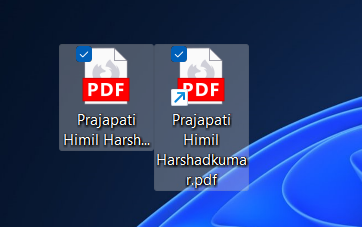 PDF
Prajapati
Himil Harsh...
PDF
Prajapati
Himil
Harshadkuma
r.pdf